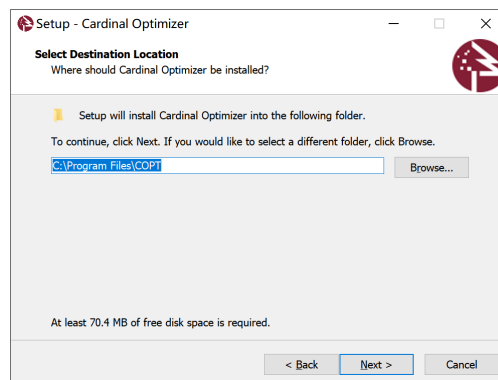 Setup - Cardinal Optimizer
Select Destination Location
Where should Cardinal Optimizer be installed?
Setup will install Cardinal Optimizer into the following folder.
To continue, click Next. If you would like to select a different folder, click Browse.
C:\Program Files\COPT
Browse...
At least 70.4 MB of free disk space is required.
< Back
Next >
Cancel